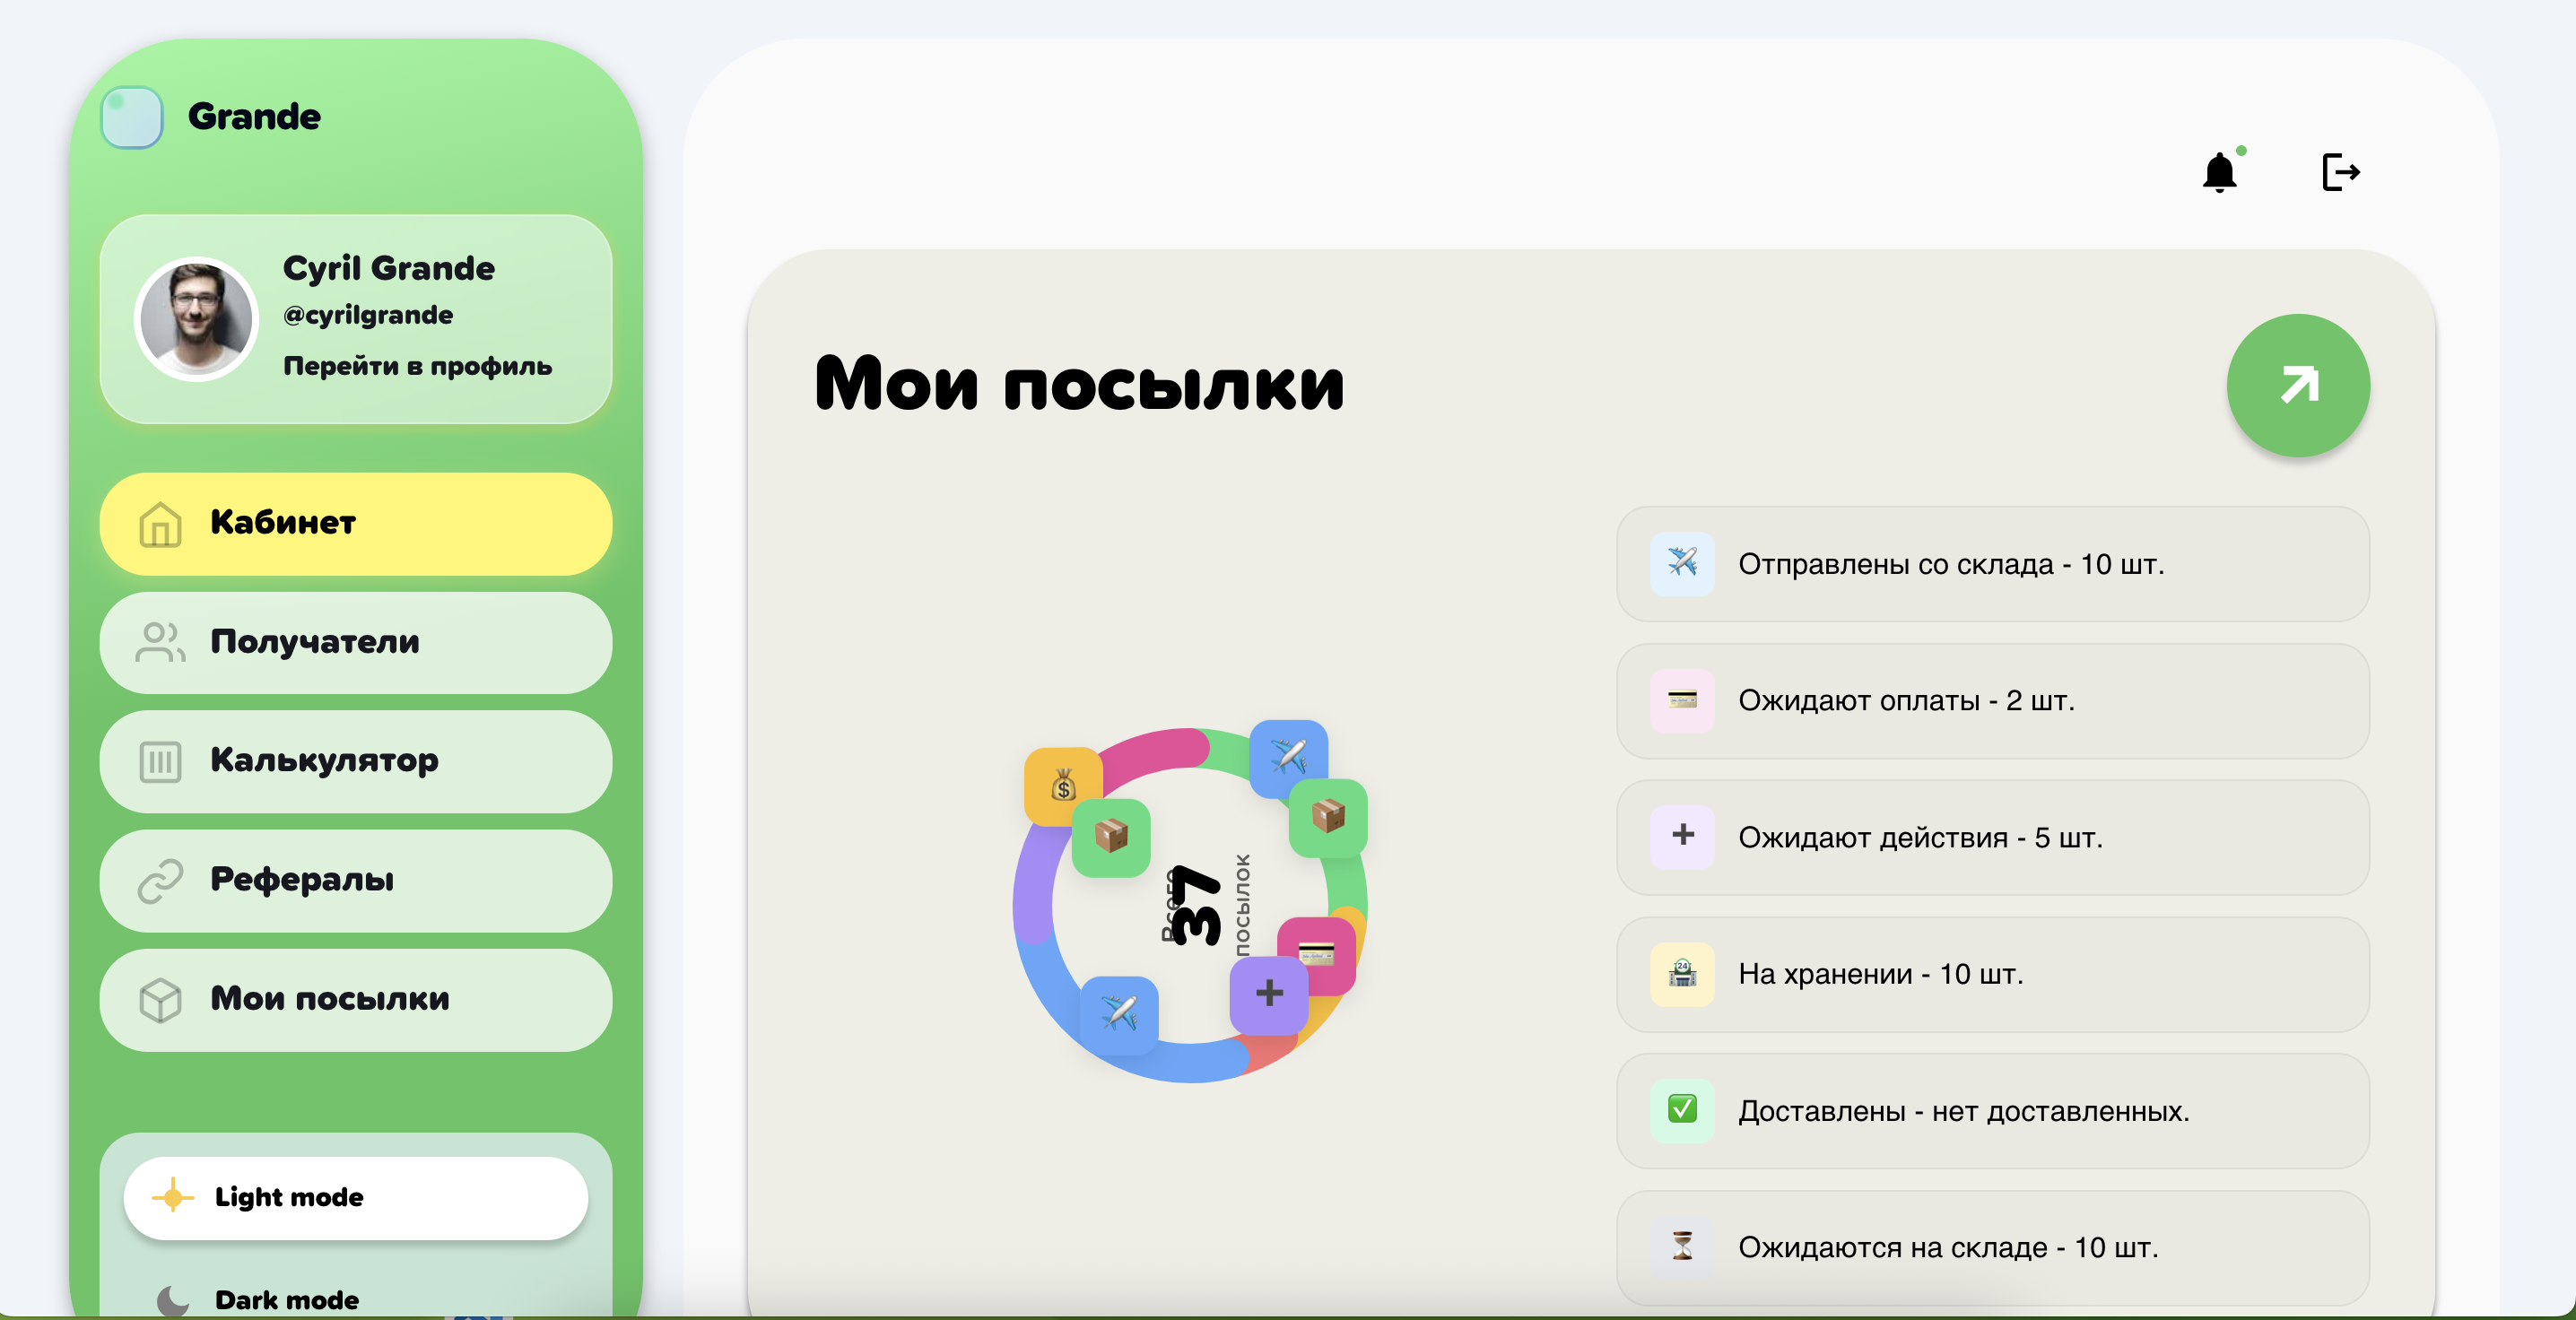 Grande
Cyril Grande
@cyrilgrande
Перейти в профиль
Кабинет
Получатели
Калькулятор
Рефералы
Мои посылки
Light mode
Dark mode
Мои посылки
Всего
37
посылок
Отправлены со склада - 10 шт.
Ожидают оплаты - 2 шт.
Ожидают действия - 5 шт.
24
На хранении - 10 шт.
Доставлены - нет доставленных.
Ожидаются на складе - 10 шт.